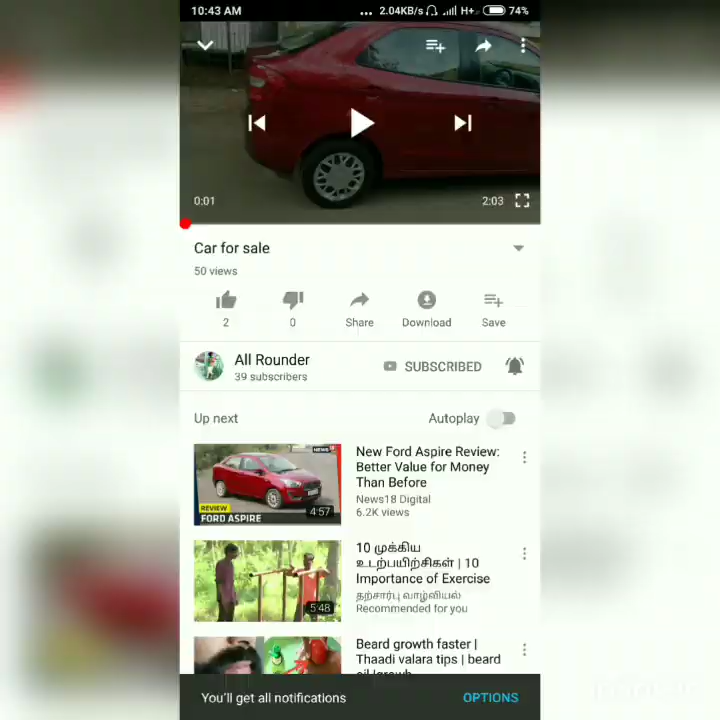 10:43 AM
... 2.04KB/s H+ 74%
0:01
2:03
Car for sale
50 views
2
0
Share
Download
Save
All Rounder
39 subscribers
SUBSCRIBED
Up next
Autoplay
NEWS18
REVIEW
FORD ASPIRE
4:57
New Ford Aspire Review:
Better Value for Money
Than Before
News18 Digital
6.2K views
5:48
10 முக்கிய
உடற்பயிற்சிகள் | 10
Importance of Exercise
தற்சார்பு வாழ்வியல்
Recommended for you
Beard growth faster |
Thaadi valara tips | beard
You'll get all notifications
OPTIONS